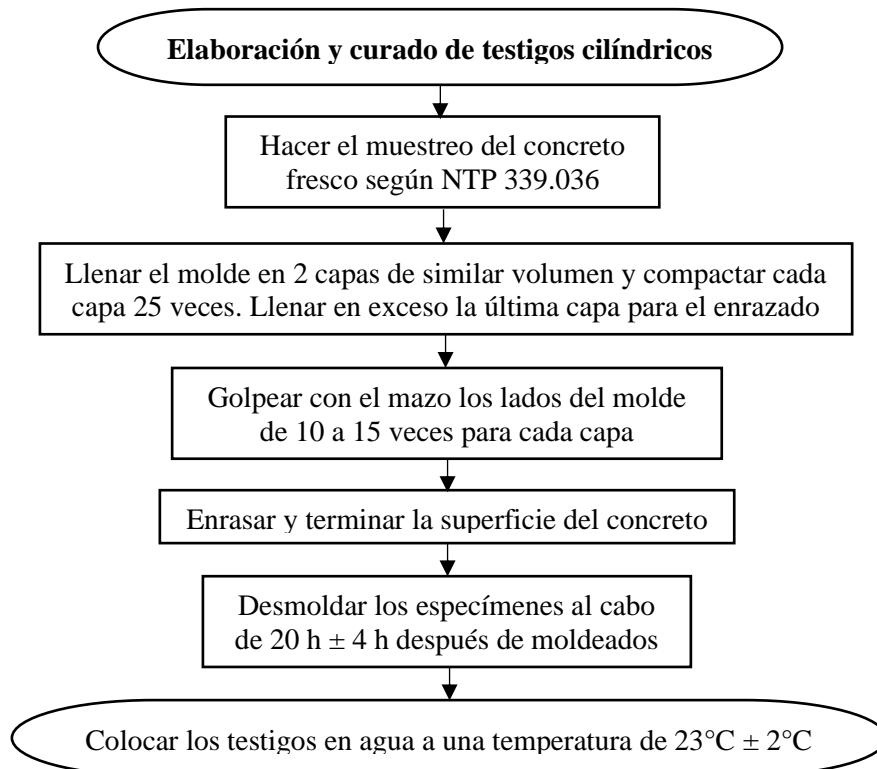 Elaboración y curado de testigos cilíndricos
Hacer el muestreo del concreto
fresco según NTP 339.036
Llenar el molde en 2 capas de similar volumen y compactar cada
capa 25 veces. Llenar en exceso la última capa para el enrazado
Golpear con el mazo los lados del molde
de 10 a 15 veces para cada capa
Enrasar y terminar la superficie del concreto
Desmoldar los especímenes al cabo
de 20 h ± 4 h después de moldeados
Colocar los testigos en agua a una temperatura de 23°C ± 2°C